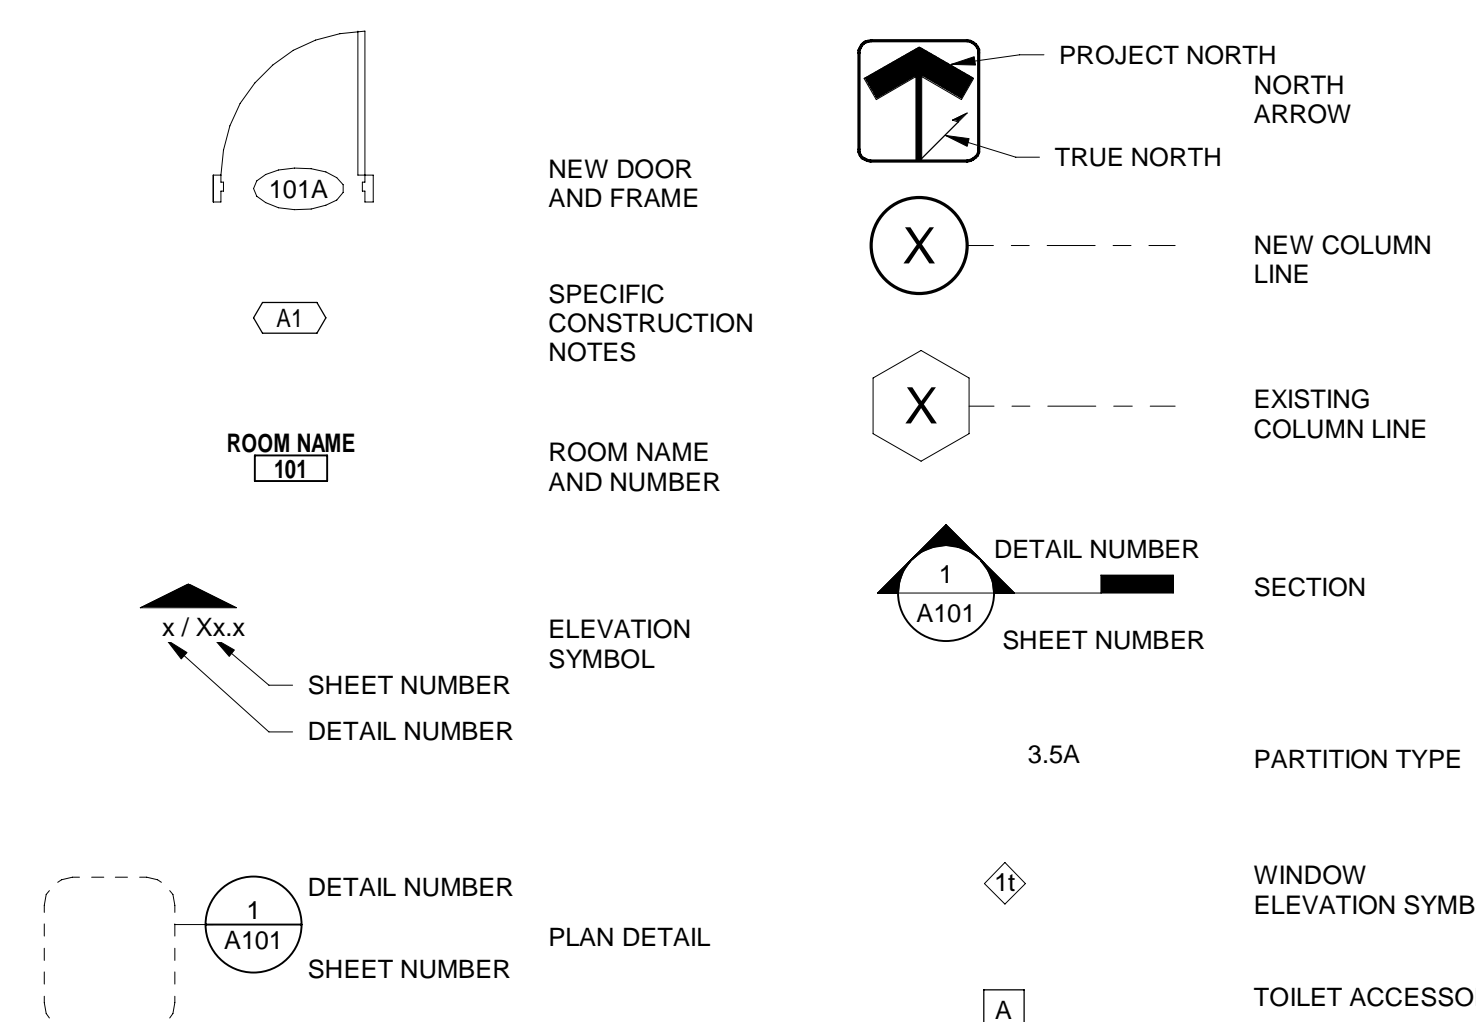 101A
NEW DOOR
AND FRAME
A1
SPECIFIC
CONSTRUCTION
NOTES
ROOM NAME
101
ROOM NAME
AND NUMBER
x / Xx.x
ELEVATION
SYMBOL
SHEET NUMBER
DETAIL NUMBER
1
A101
DETAIL NUMBER
SHEET NUMBER
PLAN DETAIL
PROJECT NORTH
TRUE NORTH
NORTH
ARROW
X
NEW COLUMN
LINE
X
EXISTING
COLUMN LINE
1
A101
DETAIL NUMBER
SHEET NUMBER
SECTION
3.5A
PARTITION TYPE
1t
WINDOW
ELEVATION SYMB
A
TOILET ACCESSO